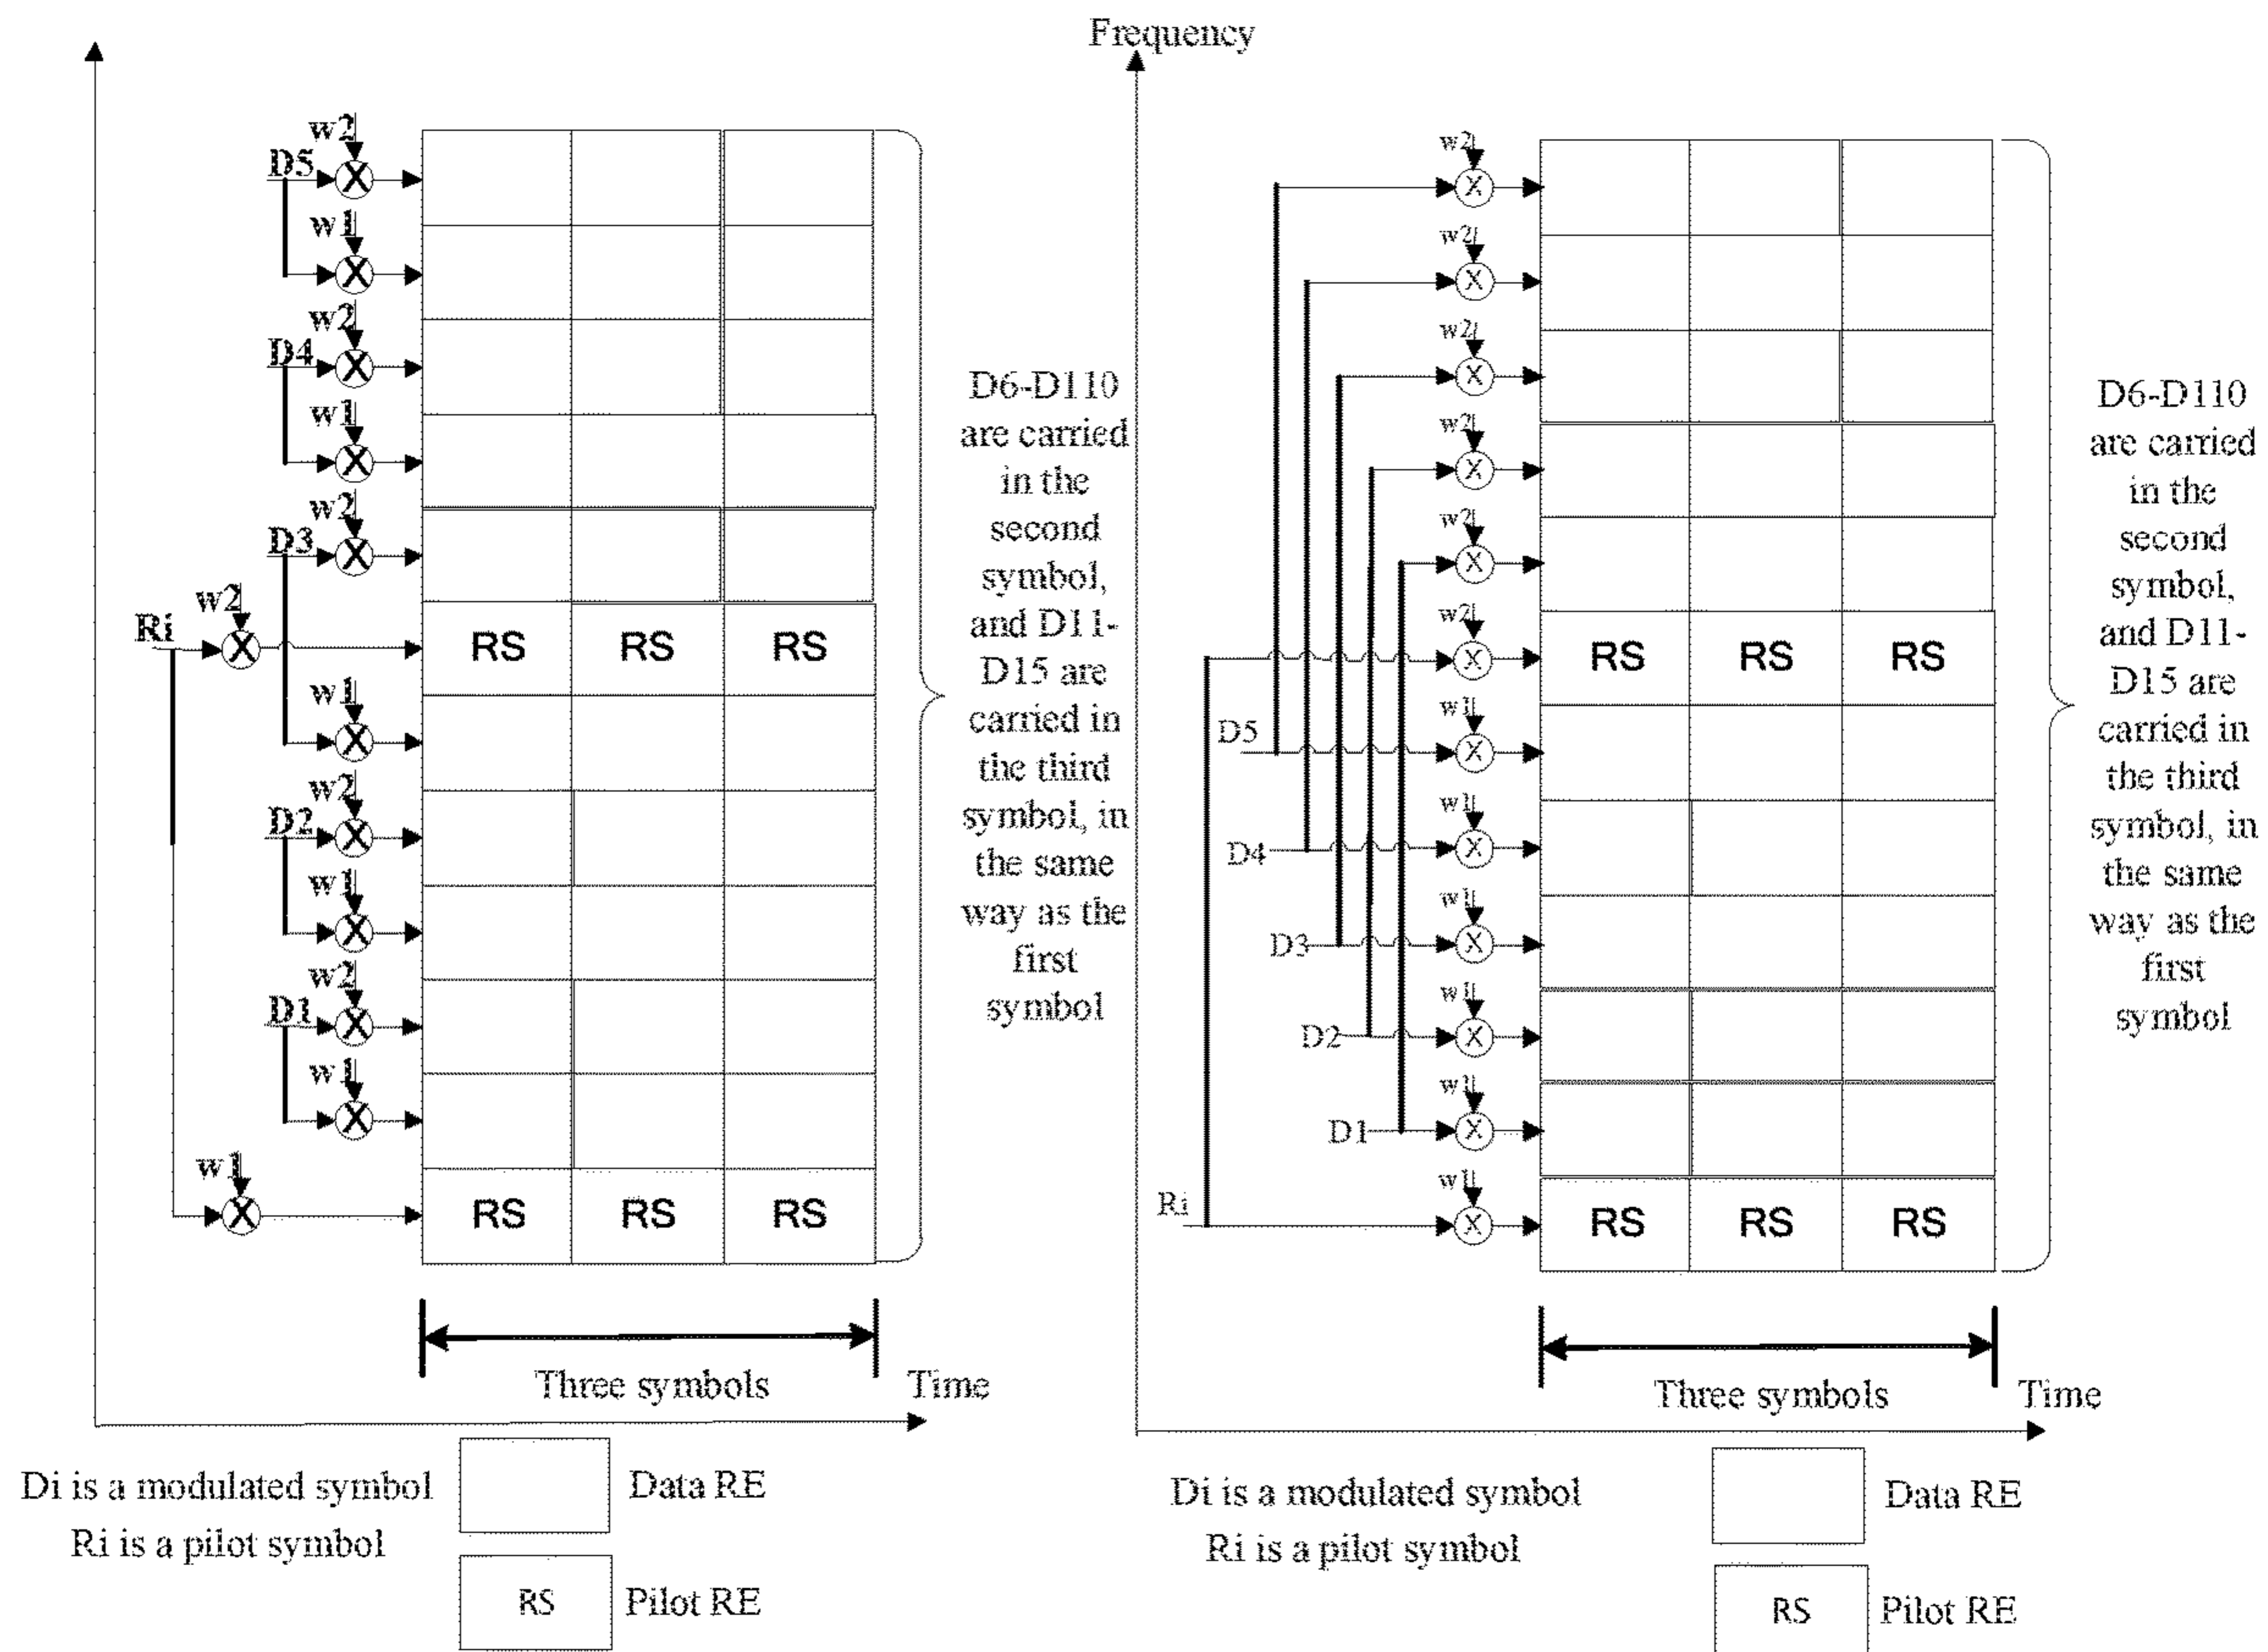 Frequency
w2
D5
w1
w2
D4
w1
w2
D3
w2
Ri
RS RS RS
w1
w2
D2
w1
w2
D1
w1
w1
RS RS RS
D6-D110
are carried
in the
second
symbol,
and D11-
D15 are
carried in
the third
symbol, in
the same
way as the
first
symbol
Three symbols
Time
Di is a modulated symbol
Ri is a pilot symbol
Data RE
RS
Pilot RE
w2
w2
w2
w2
w2
w2
RS RS RS
w1
D5
w1
D4
w1
D3
w1
D2
w1
D1
w1
Ri
RS RS RS
D6-D110
are carried
in the
second
symbol,
and D11-
D15 are
carried in
the third
symbol, in
the same
way as the
first
symbol
Three symbols
Time
Di is a modulated symbol
Ri is a pilot symbol
Data RE
RS
Pilot RE